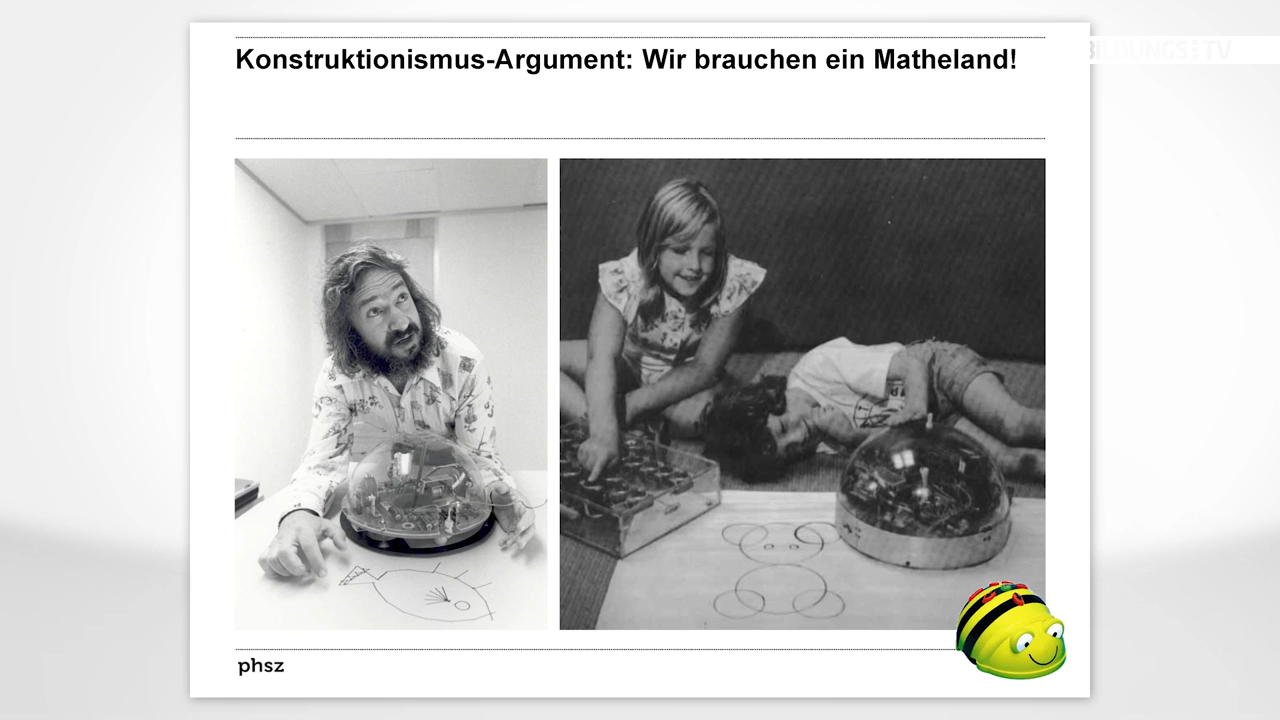 Konstruktionismus-Argument: Wir brauchen ein Matheland!
BILDUNGS TV
phsz